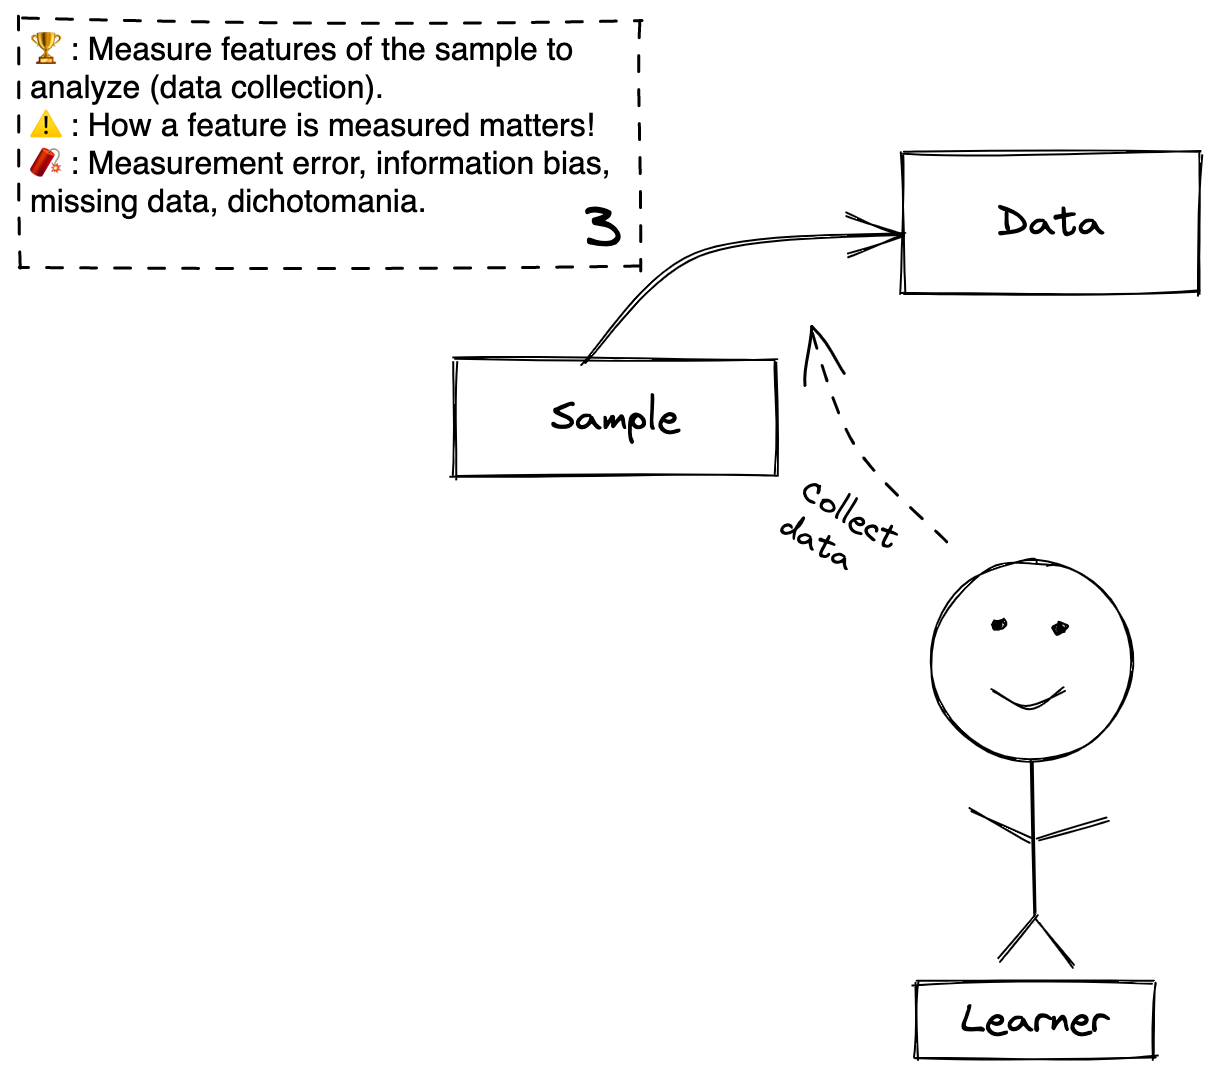 🏆 : Measure features of the sample to
analyze (data collection).
⚠️ : How a feature is measured matters!
🧨 : Measurement error, information bias,
missing data, dichotomania.
3
Data
Sample
Collect
data
Learner